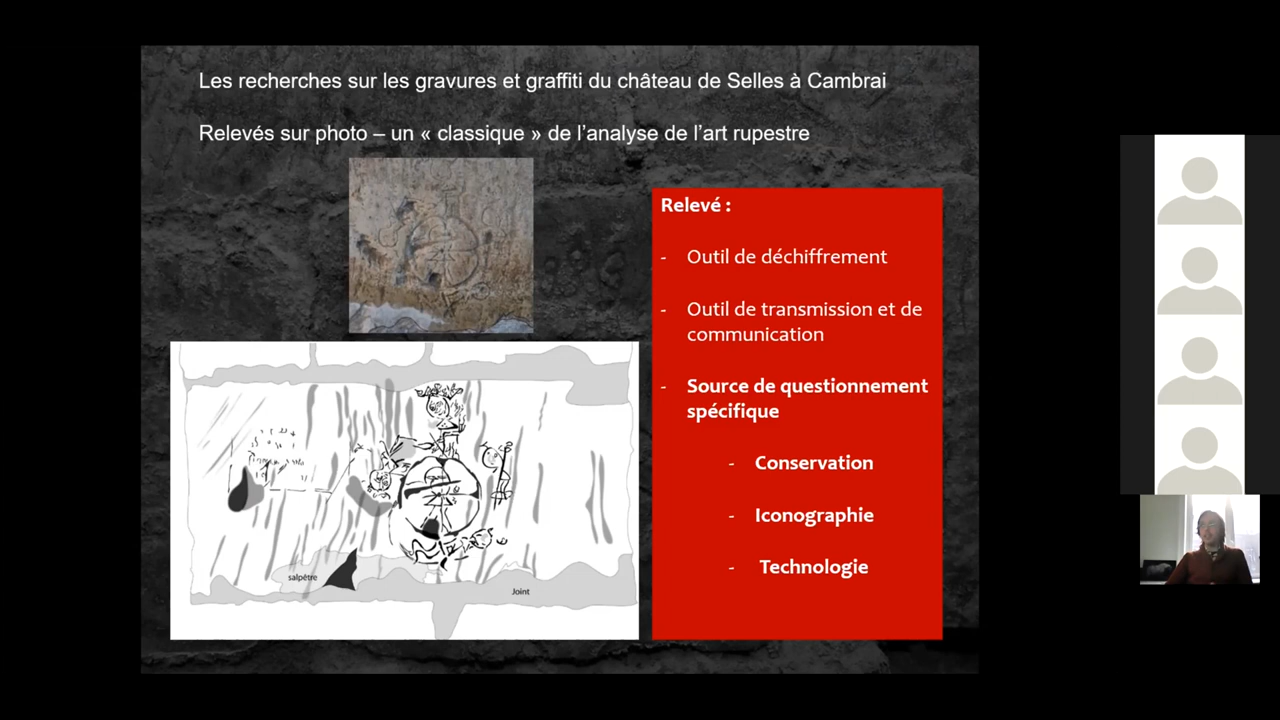 Les recherches sur les gravures et graffiti du château de Selles à Cambrai
Relevés sur photo – un « classique » de l'analyse de l'art rupestre
Relevé :
- Outil de déchiffrement
- Outil de transmission et de
communication
- Source de questionnement
spécifique
- Conservation
- Iconographie
- Technologie
salpêtre
Joint